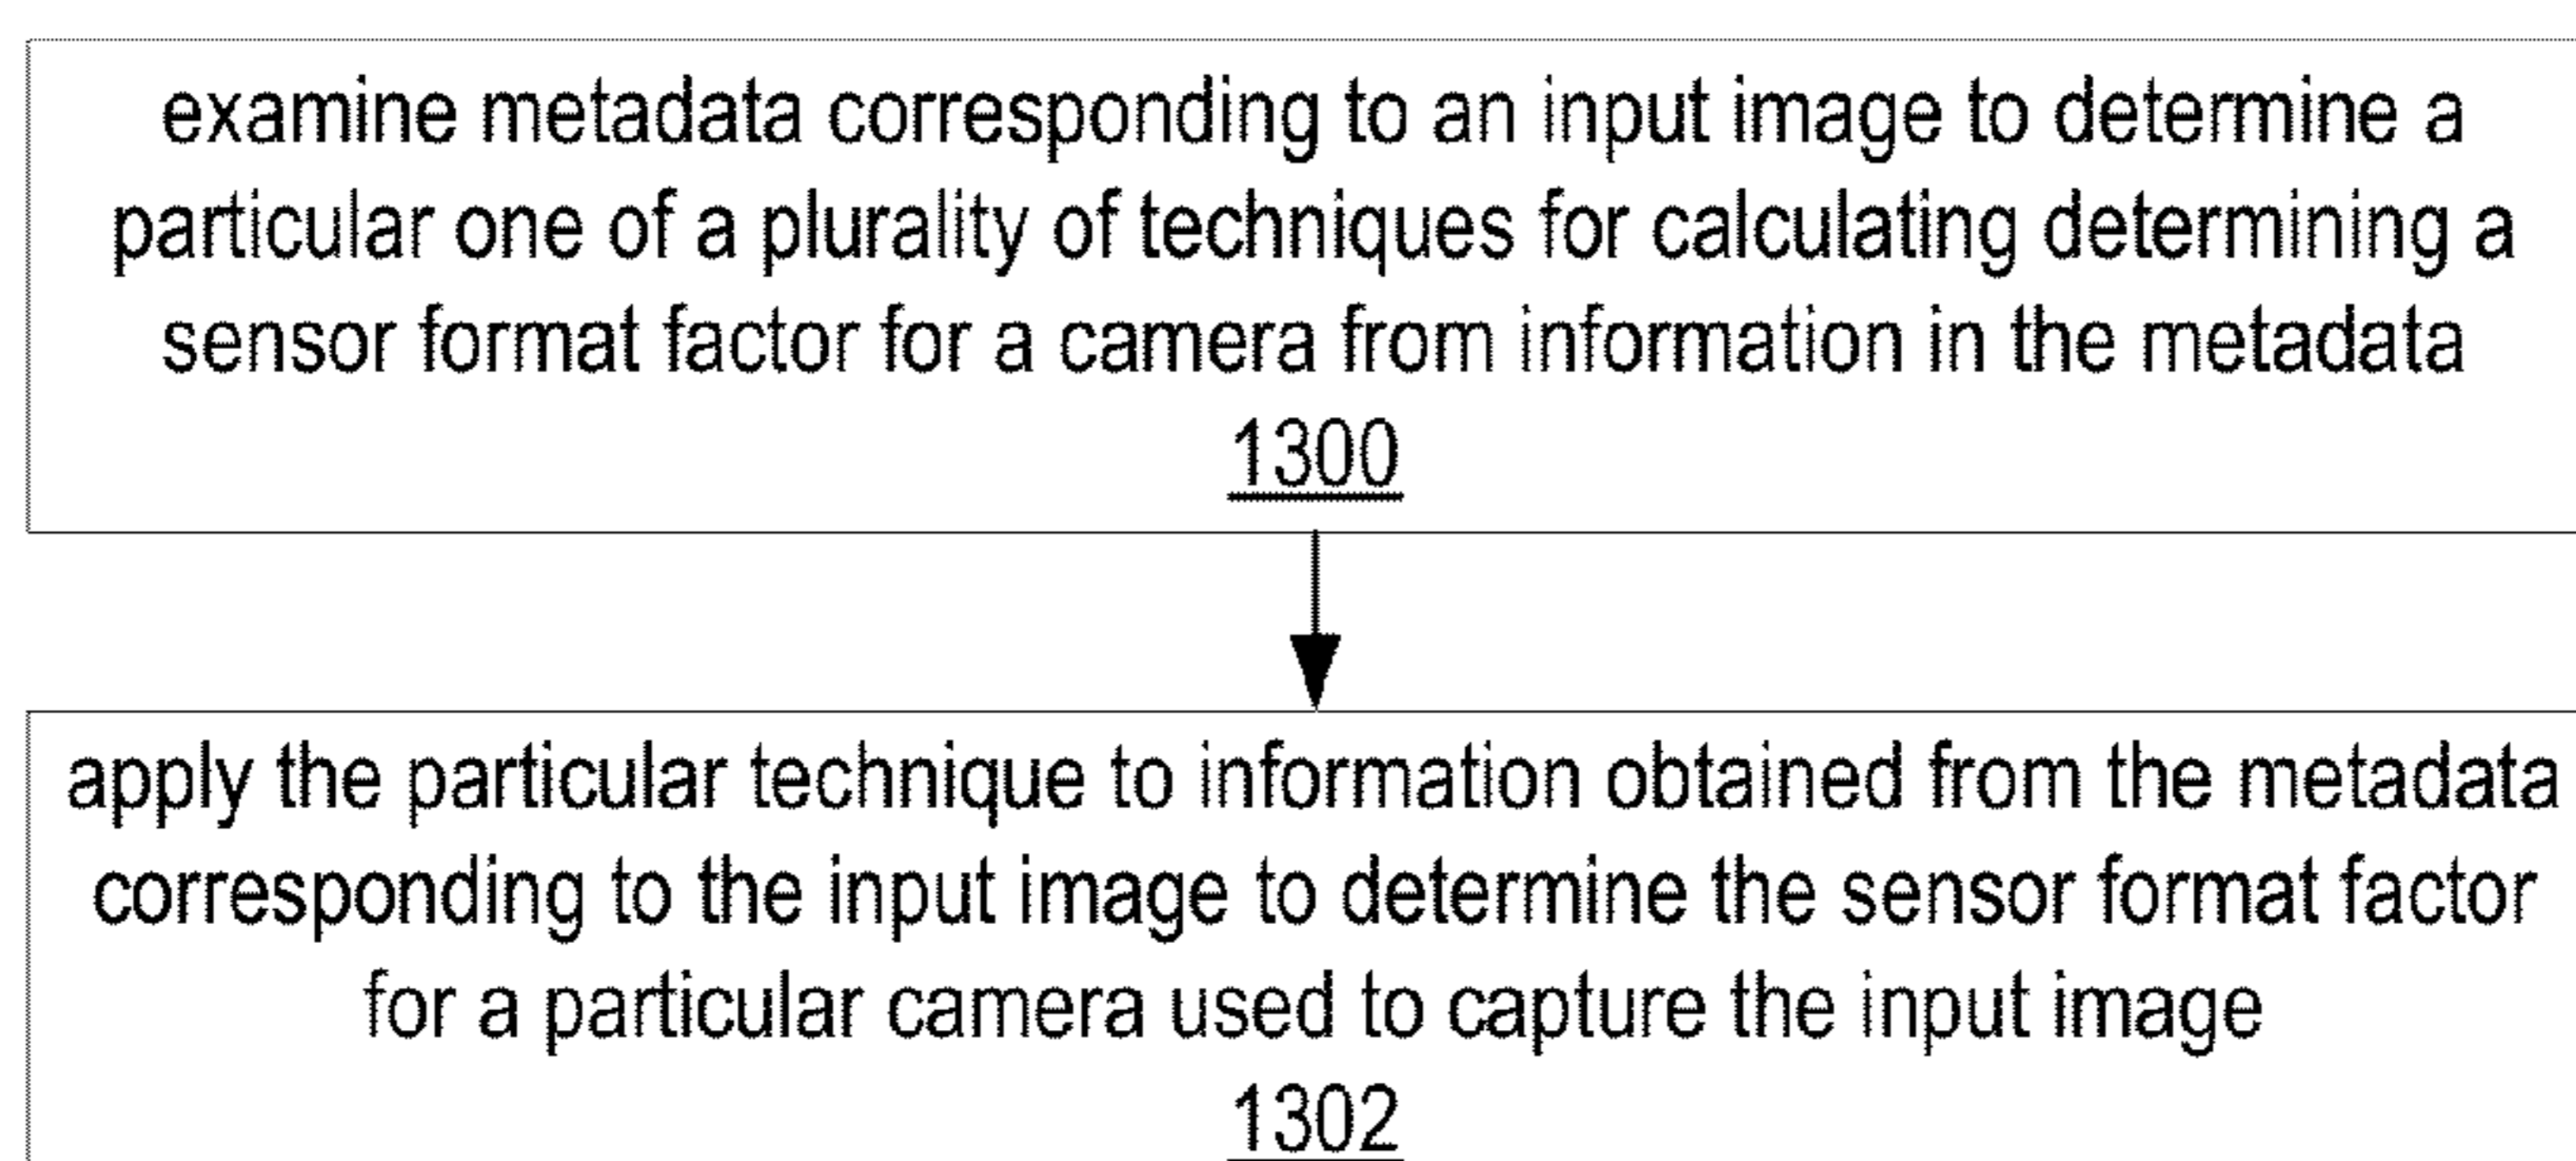 examine metadata corresponding to an input image to determine a
particular one of a plurality of techniques for calculating determining a
sensor format factor for a camera from information in the metadata
1300
apply the particular technique to information obtained from the metadata
corresponding to the input image to determine the sensor format factor
for a particular camera used to capture the input image
1302